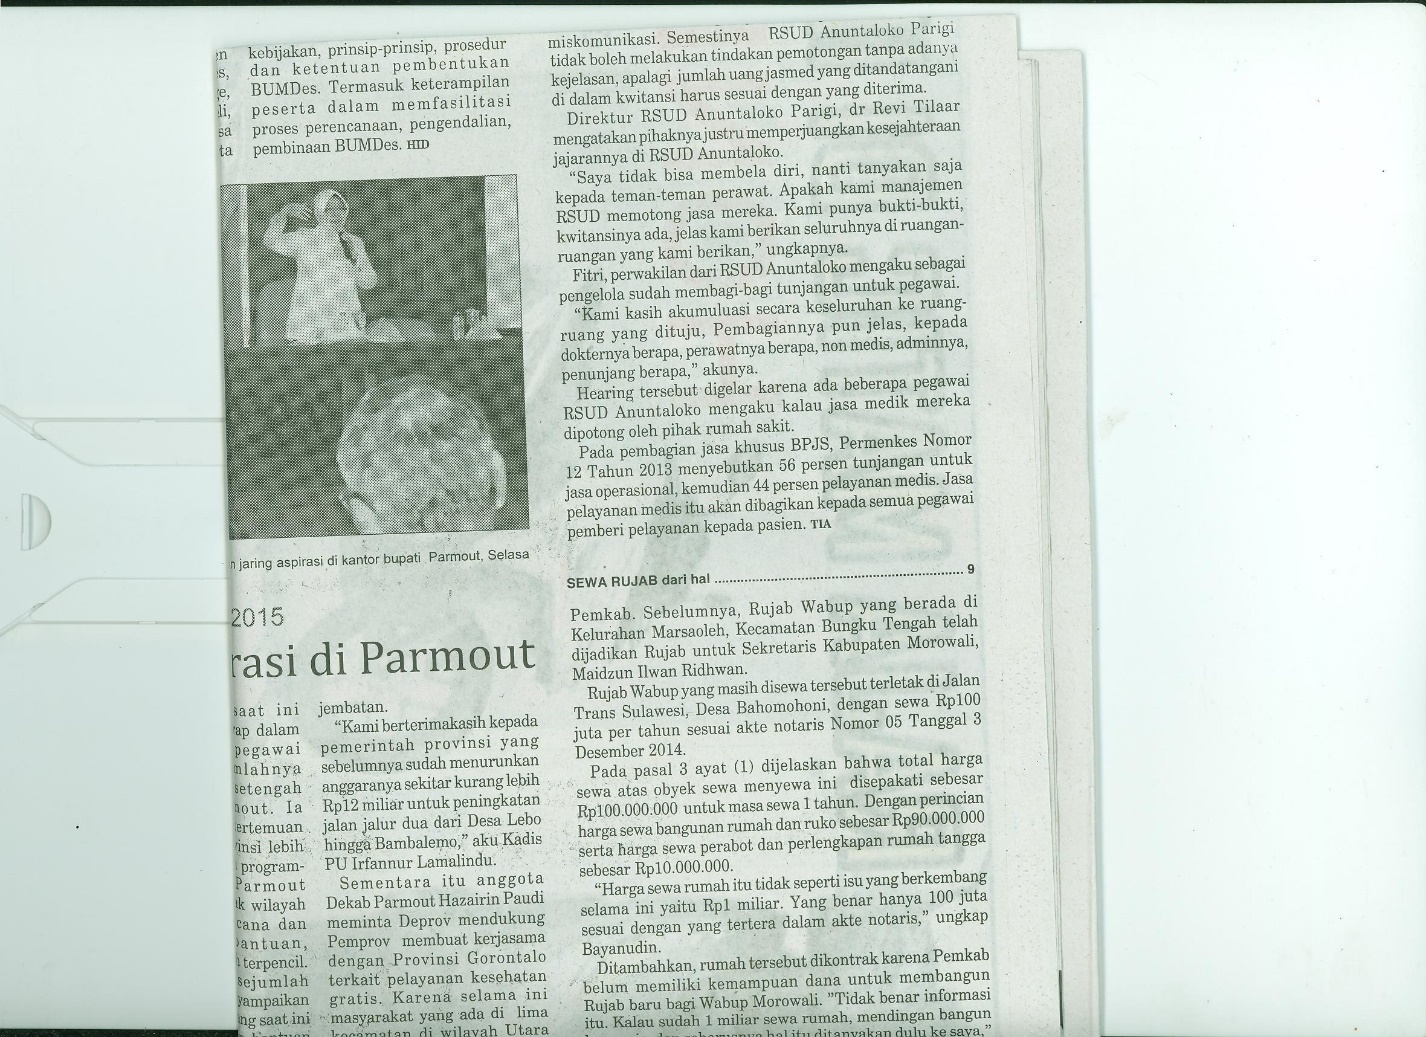 kebijakan, prinsip-prinsip, prosedur
dan ketentuan pembentukan
BUMDes. Termasuk keterampilan
peserta dalam memfasilitasi
proses perencanaan, pengendalian,
pembinaan BUMDes. HID
n jaring aspirasi di kantor bupati Parmout, Selasa
2015
rasi di Parmout
saat ini
ap dalam
pegawai
mlahnya
setengah
out. Ia
ertemuan
insi lebih
program-
Parmout
k wilayah
cana dan
antuan,
terpencil.
sejumlah
yampaikan
ng saat ini
jembatan.
“Kami berterimakasih kepada
pemerintah provinsi yang
sebelumnya sudah menurunkan
anggaranya sekitar kurang lebih
Rp12 miliar untuk peningkatan
jalan jalur dua dari Desa Lebo
hingga Bambalemo,” aku Kadis
PU Irfannur Lamalindu.
Sementara itu anggota
Dekab Parmout Hazairin Paudi
meminta Deprov mendukung
Pemprov membuat kerjasama
dengan Provinsi Gorontalo
terkait pelayanan kesehatan
gratis. Karena selama ini
masyarakat yang ada di lima
kecamatan di wilayah Utara
miskomunikasi. Semestinya RSUD Anuntaloko Parigi
tidak boleh melakukan tindakan pemotongan tanpa adanya
kejelasan, apalagi jumlah uang jasmed yang ditandatangani
di dalam kwitansi harus sesuai dengan yang diterima.
Direktur RSUD Anuntaloko Parigi, dr Revi Tilaar
mengatakan pihaknya justru memperjuangkan kesejahteraan
jajarannya di RSUD Anuntaloko.
“Saya tidak bisa membela diri, nanti tanyakan saja
kepada teman-teman perawat. Apakah kami manajemen
RSUD memotong jasa mereka. Kami punya bukti-bukti,
kwitansinya ada, jelas kami berikan seluruhnya di ruangan-
ruangan yang kami berikan,” ungkapnya.
Fitri, perwakilan dari RSUD Anuntaloko mengaku sebagai
pengelola sudah membagi-bagi tunjangan untuk pegawai.
“Kami kasih akumuluasi secara keseluruhan ke ruang-
ruang yang dituju, Pembagiannya pun jelas, kepada
dokternya berapa, perawatnya berapa, non medis, adminnya,
penunjang berapa,” akunya.
Hearing tersebut digelar karena ada beberapa pegawai
RSUD Anuntaloko mengaku kalau jasa medik mereka
dipotong oleh pihak rumah sakit.
Pada pembagian jasa khusus BPJS, Permenkes Nomor
12 Tahun 2013 menyebutkan 56 persen tunjangan untuk
jasa operasional, kemudian 44 persen pelayanan medis. Jasa
pelayanan medis itu akan dibagikan kepada semua pegawai
pemberi pelayanan kepada pasien. TIA
SEWA RUJAB dari hal ............................................................ 9
Pemkab. Sebelumnya, Rujab Wabup yang berada di
Kelurahan Marsaoleh, Kecamatan Bungku Tengah telah
dijadikan Rujab untuk Sekretaris Kabupaten Morowali,
Maidzun Ilwan Ridhwan.
Rujab Wabup yang masih disewa tersebut terletak di Jalan
Trans Sulawesi, Desa Bahomohoni, dengan sewa Rp100
juta per tahun sesuai akte notaris Nomor 05 Tanggal 3
Desember 2014.
Pada pasal 3 ayat (1) dijelaskan bahwa total harga
sewa atas obyek sewa menyewa ini disepakati sebesar
Rp100.000.000 untuk masa sewa 1 tahun. Dengan perincian
harga sewa bangunan rumah dan ruko sebesar Rp90.000.000
serta harga sewa perabot dan perlengkapan rumah tangga
sebesar Rp10.000.000.
“Harga sewa rumah itu tidak seperti isu yang berkembang
selama ini yaitu Rp1 miliar. Yang benar hanya 100 juta
sesuai dengan yang tertera dalam akte notaris,” ungkap
Bayanudin.
Ditambahkan, rumah tersebut dikontrak karena Pemkab
belum memiliki kemampuan dana untuk membangun
Rujab baru bagi Wabup Morowali. ”Tidak benar informasi
itu. Kalau sudah 1 miliar sewa rumah, mendingan bangun
hal itu ditanyakan dulu ke saya,”